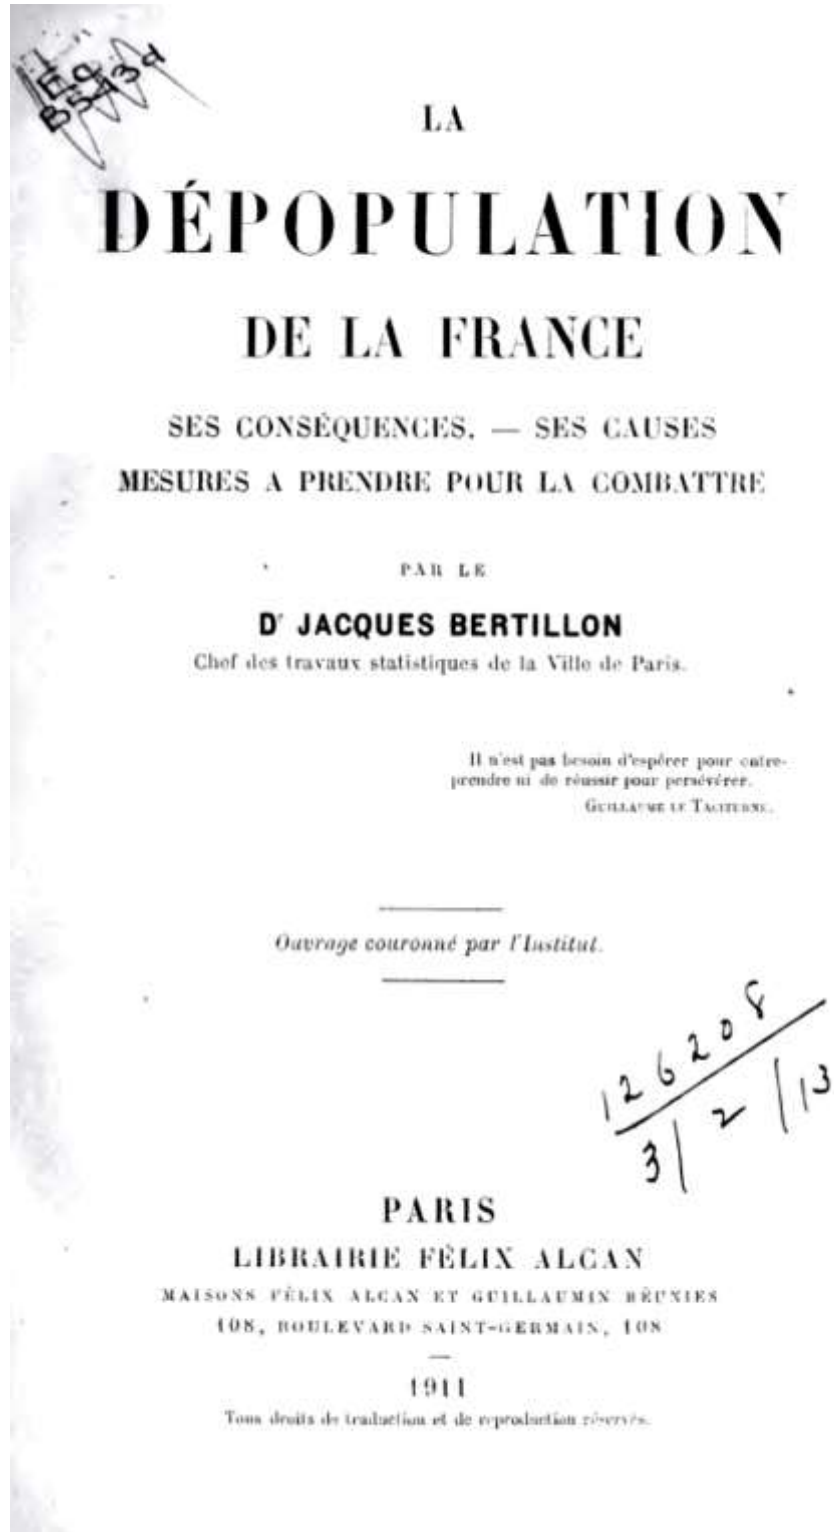 Ec
B5443d
LA
DÉPOPULATION
DE LA FRANCE
SES CONSÉQUENCES. — SES CAUSES
MESURES A PRENDRE POUR LA COMBATTRE
PAR LE
Dr JACQUES BERTILLON
Chef des travaux statistiques de la Ville de Paris.
Il n'est pas besoin d'espérer pour entre-
prendre ni de réussir pour persévérer.
GUILLAUME LE TACITURNE.
Ouvrage couronné par l'Institut.
126208
3/2/13
PARIS
LIBRAIRIE FÉLIX ALCAN
MAISONS FÉLIX ALCAN ET GUILLAUMIN RÉUNIES
108, BOULEVARD SAINT-GERMAIN, 108
1911
Tous droits de traduction et de reproduction réservés.